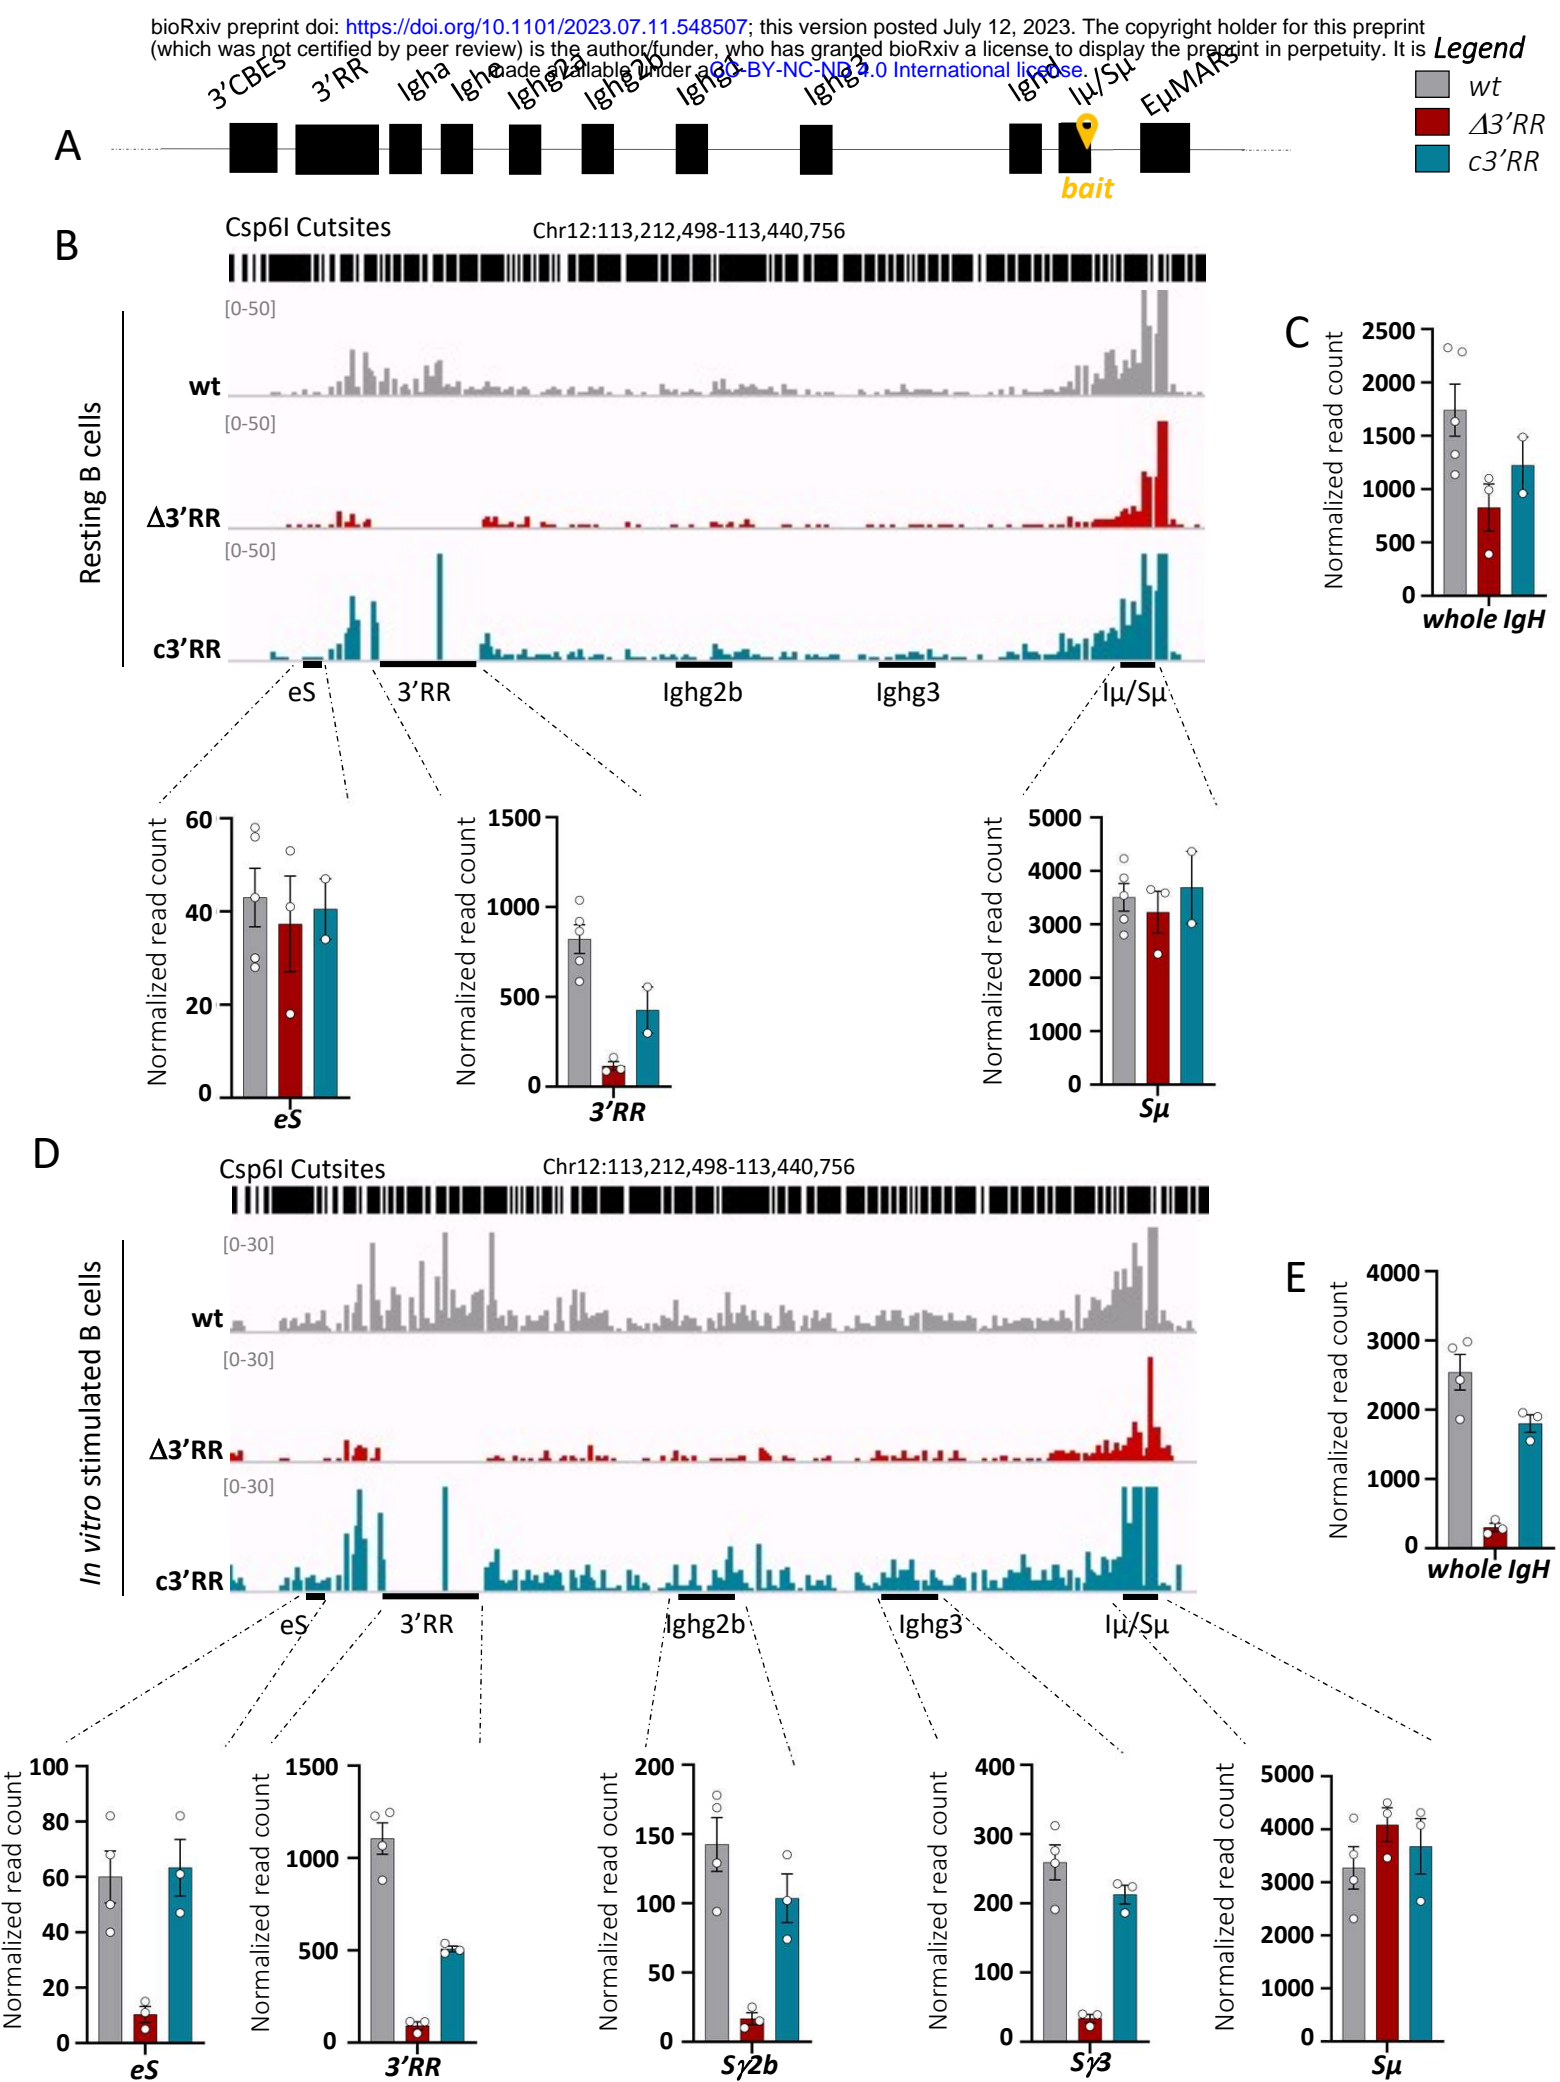 bioRxiv preprint doi: https://doi.org/10.1101/2023.07.11.548507; this version posted July 12, 2023. The copyright holder for this preprint
(which was not certified by peer review) is the author/funder, who has granted bioRxiv a license to display the preprint in perpetuity. It is
made available under aCC-BY-NC-ND 4.0 International license.
Legend
wt
Δ3'RR
c3'RR
3'CBEs
3'RR
Igha
Ighe
Ighg2a
Ighg2b
Ighg1
Ighg3
Ighd
Iμ/Sμ
EμMARs
A
bait
B
Csp6I Cutsites
Chr12:113,212,498-113,440,756
Resting B cells
[0-50]
wt
[0-50]
Δ3'RR
[0-50]
c3'RR
eS
3'RR
Ighg2b
Ighg3
Iμ/Sμ
C
Normalized read count
2500
2000
1500
1000
500
0
whole IgH
Normalized read count
60
40
20
0
eS
Normalized read count
1500
1000
500
0
3'RR
Normalized read count
5000
4000
3000
2000
1000
0
Sμ
D
Csp6I Cutsites
Chr12:113,212,498-113,440,756
In vitro stimulated B cells
[0-30]
wt
[0-30]
Δ3'RR
[0-30]
c3'RR
eS
3'RR
Ighg2b
Ighg3
Iμ/Sμ
E
Normalized read count
4000
3000
2000
1000
0
whole IgH
Normalized read count
100
80
60
40
20
0
eS
Normalized read count
1500
1000
500
0
3'RR
Normalized read ocunt
200
150
100
50
0
Sγ2b
Normalized read count
400
300
200
100
0
Sγ3
Normalized read count
5000
4000
3000
2000
1000
0
Sμ